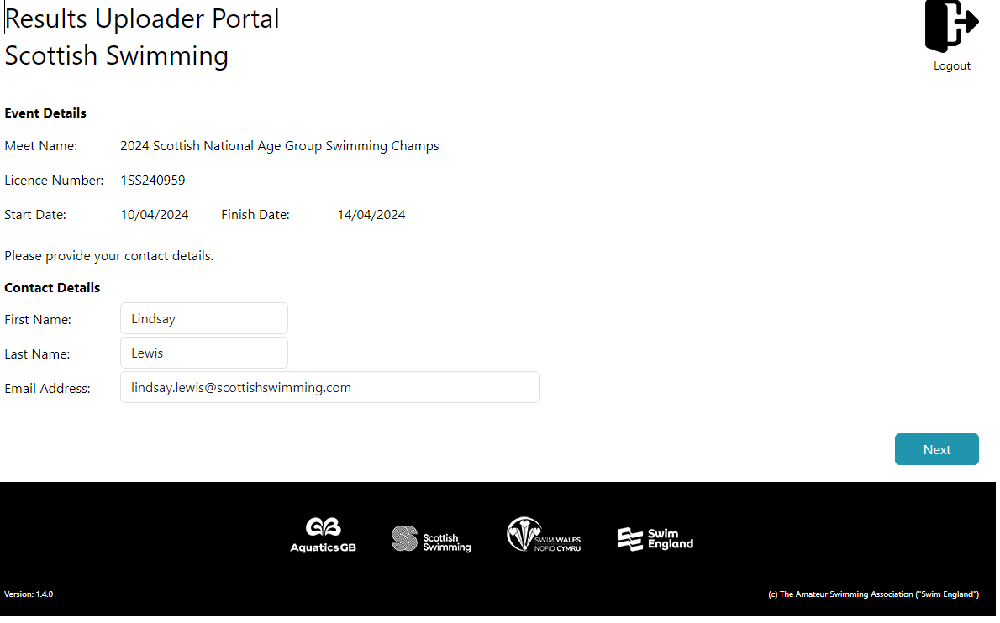 Results Uploader Portal
Scottish Swimming
Logout
Event Details
Meet Name: 2024 Scottish National Age Group Swimming Champs
Licence Number: 1SS240959
Start Date: 10/04/2024 Finish Date: 14/04/2024
Please provide your contact details.
Contact Details
First Name: Lindsay
Last Name: Lewis
Email Address: lindsay.lewis@scottishswimming.com
Next
Aquatics GB
Scottish Swimming
SWIM WALES
NOFIO CYMRU
Swim England
Version: 1.4.0
(c) The Amateur Swimming Association ("Swim England")